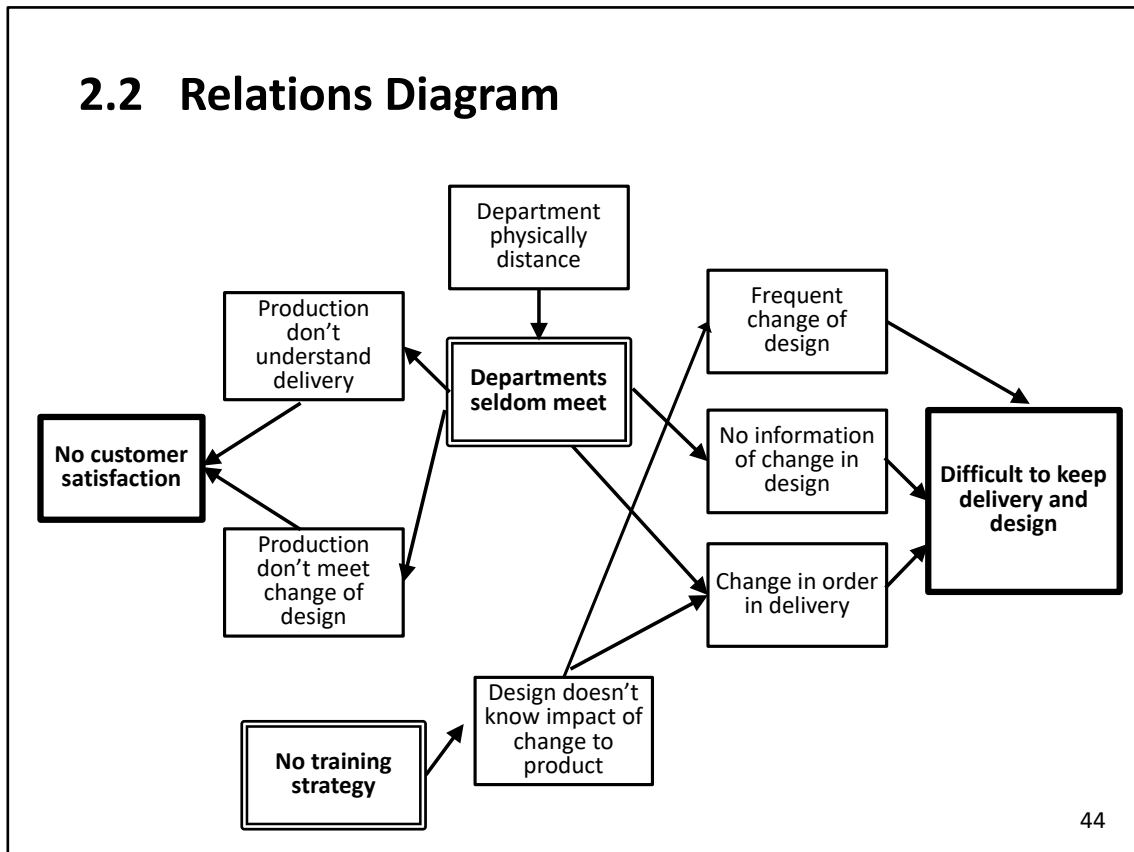 2.2 Relations Diagram
Department
physically
distance
Production
don’t
understand
delivery
Frequent
change of
design
Departments
seldom meet
No customer
satisfaction
No information
of change in
design
Difficult to keep
delivery and
design
Production
don’t meet
change of
design
Change in order
in delivery
Design doesn’t
know impact of
change to
product
No training
strategy
44